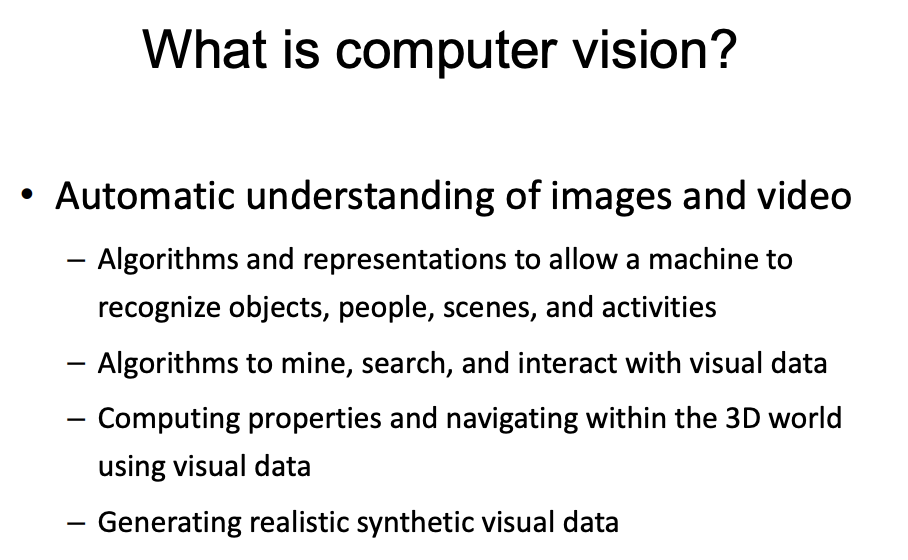 What is computer vision?
• Automatic understanding of images and video
– Algorithms and representations to allow a machine to
recognize objects, people, scenes, and activities
– Algorithms to mine, search, and interact with visual data
– Computing properties and navigating within the 3D world
using visual data
– Generating realistic synthetic visual data